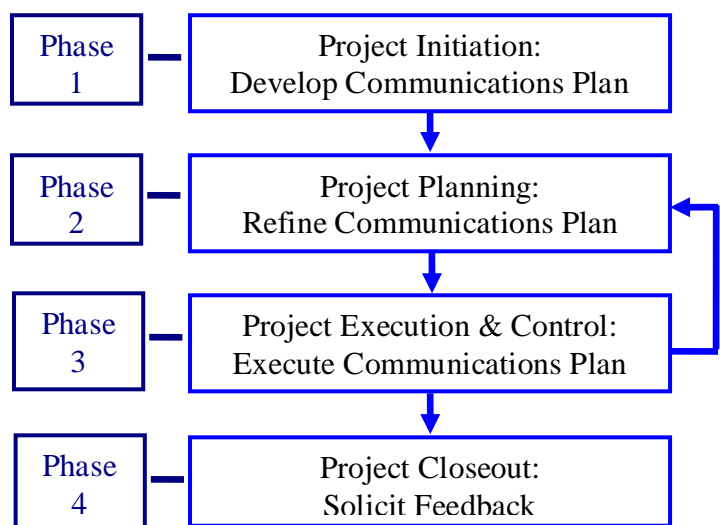 Phase
1
Project Initiation:
Develop Communications Plan
Phase
2
Project Planning:
Refine Communications Plan
Phase
3
Project Execution & Control:
Execute Communications Plan
Phase
4
Project Closeout:
Solicit Feedback